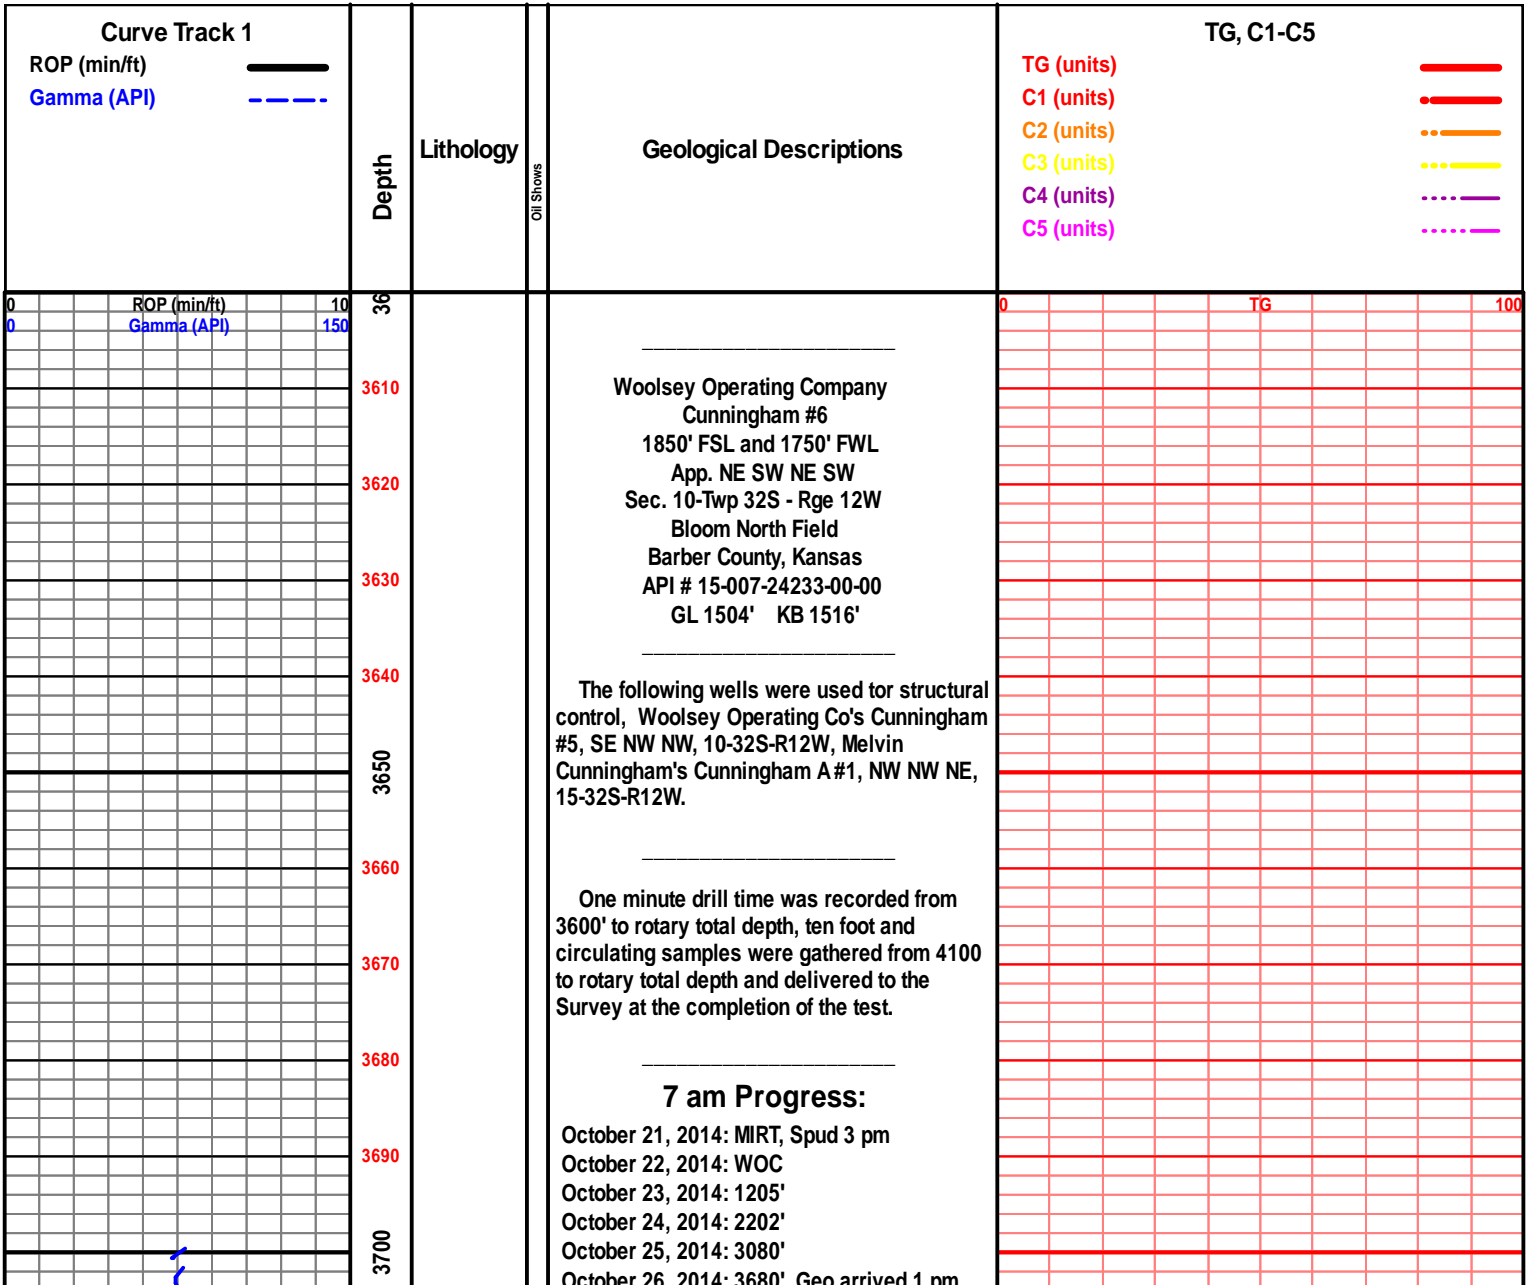 Curve Track 1
ROP (min/ft)
Gamma (API)
Depth
Lithology
Oil Shows
Geological Descriptions
TG, C1-C5
TG (units)
C1 (units)
C2 (units)
C3 (units)
C4 (units)
C5 (units)
0 ROP (min/ft) 10
0 Gamma (API) 150
36
0 TG 100
3610
3620
3630
3640
3650
3660
3670
3680
3690
3700
Woolsey Operating Company
Cunningham #6
1850' FSL and 1750' FWL
App. NE SW NE SW
Sec. 10-Twp 32S - Rge 12W
Bloom North Field
Barber County, Kansas
API # 15-007-24233-00-00
GL 1504' KB 1516'
The following wells were used tor structural
control, Woolsey Operating Co's Cunningham
#5, SE NW NW, 10-32S-R12W, Melvin
Cunningham's Cunningham A #1, NW NW NE,
15-32S-R12W.
One minute drill time was recorded from
3600' to rotary total depth, ten foot and
circulating samples were gathered from 4100
to rotary total depth and delivered to the
Survey at the completion of the test.
7 am Progress:
October 21, 2014: MIRT, Spud 3 pm
October 22, 2014: WOC
October 23, 2014: 1205'
October 24, 2014: 2202'
October 25, 2014: 3080'
October 26, 2014: 3680' Geo arrived 1 pm